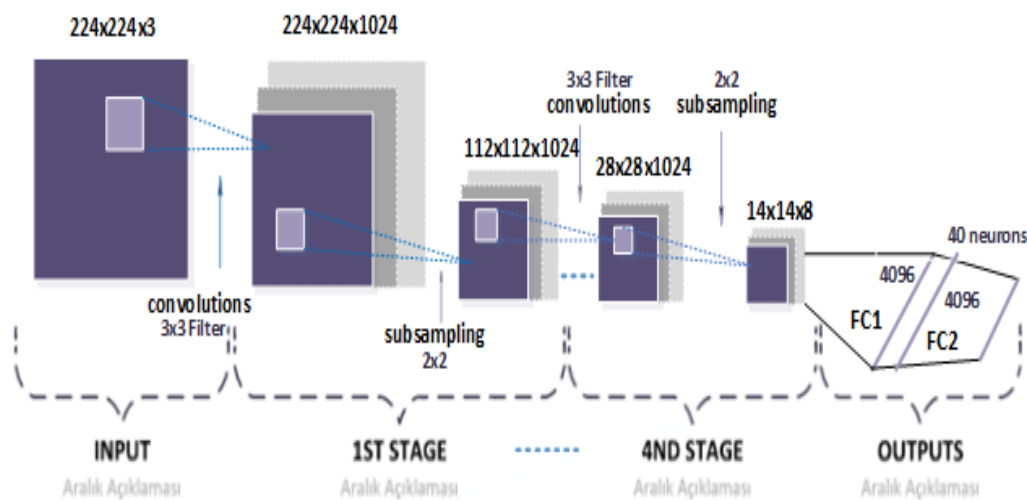 224x224x3
224x224x1024
3x3 Filter
convolutions
2x2
subsampling
112x112x1024
28x28x1024
14x14x8
40 neurons
4096
4096
FC1
FC2
convolutions
3x3 Filter
subsampling
2x2
INPUT
1ST STAGE
4ND STAGE
OUTPUTS
Aralık Açıklaması
Aralık Açıklaması
Aralık Açıklaması
Aralık Açıklaması